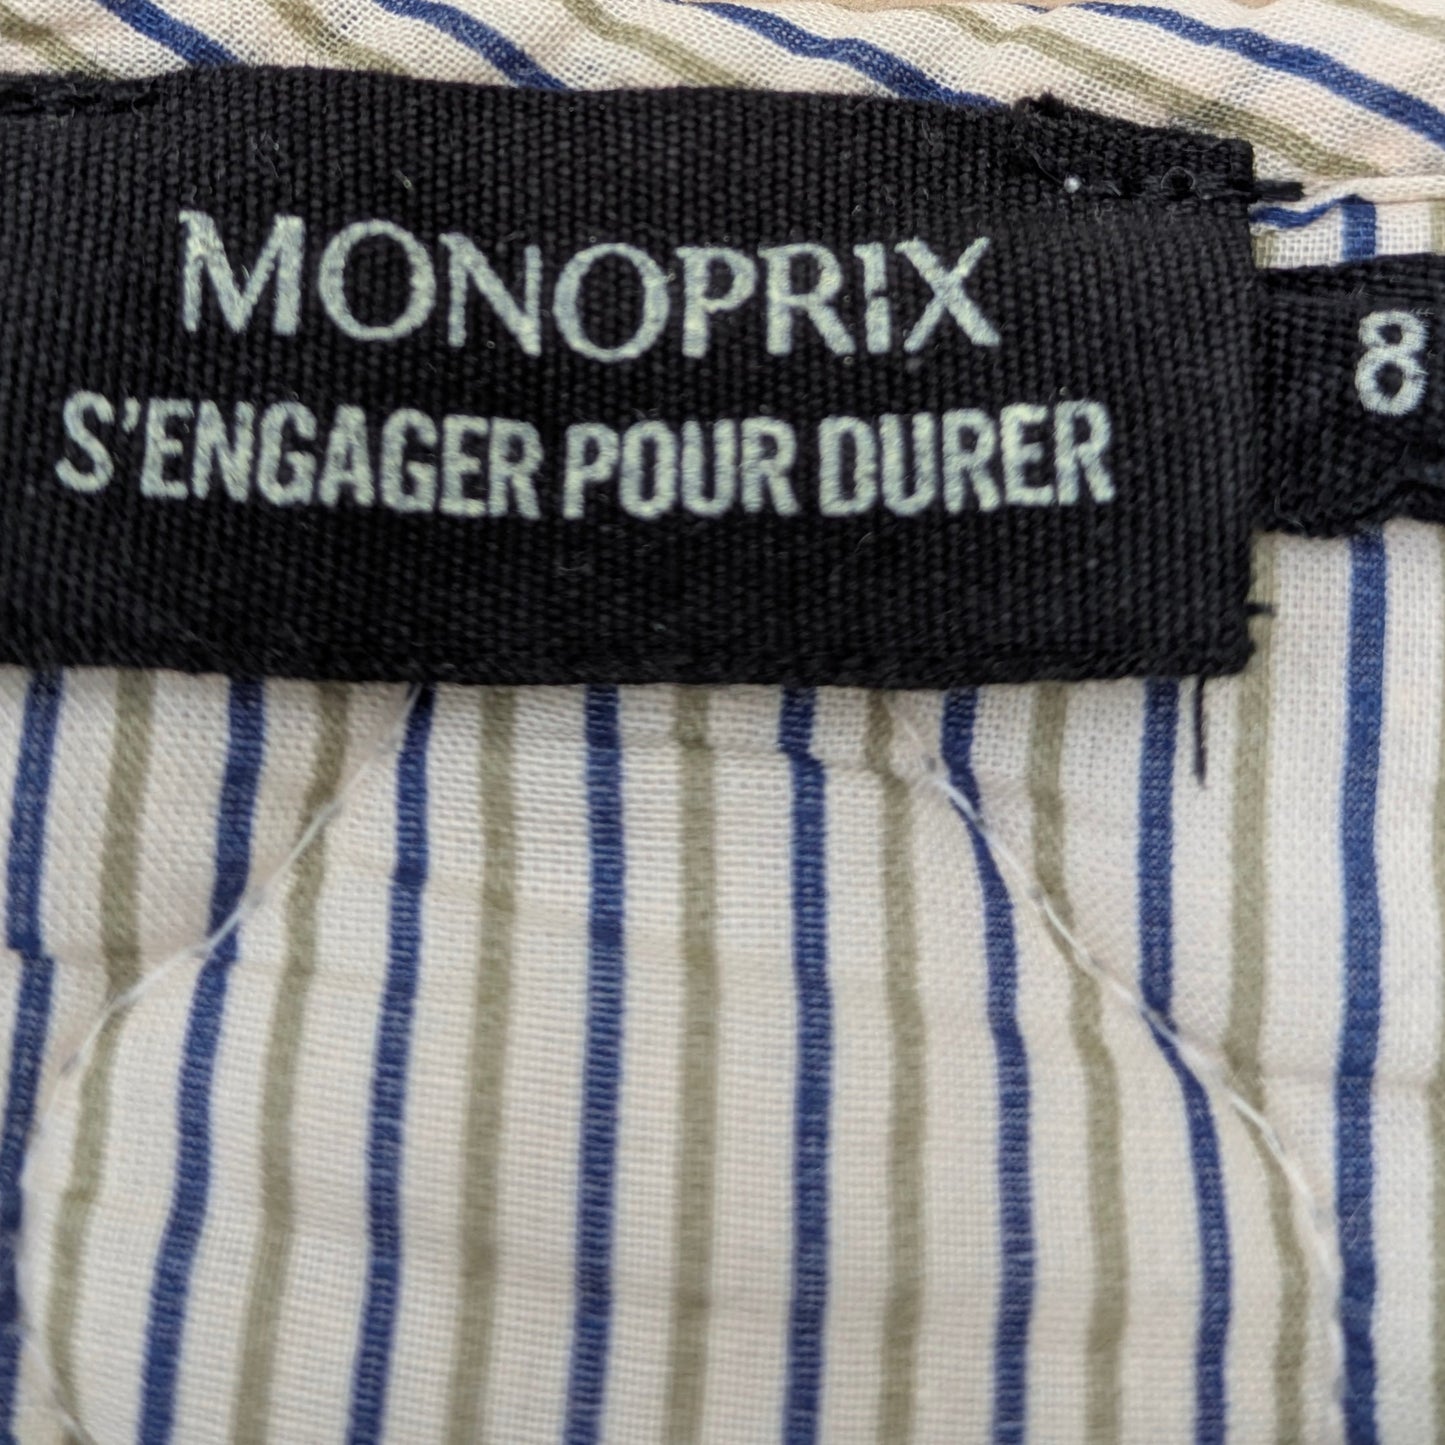 MONOPRIX
S'ENGAGER POUR DURER
8